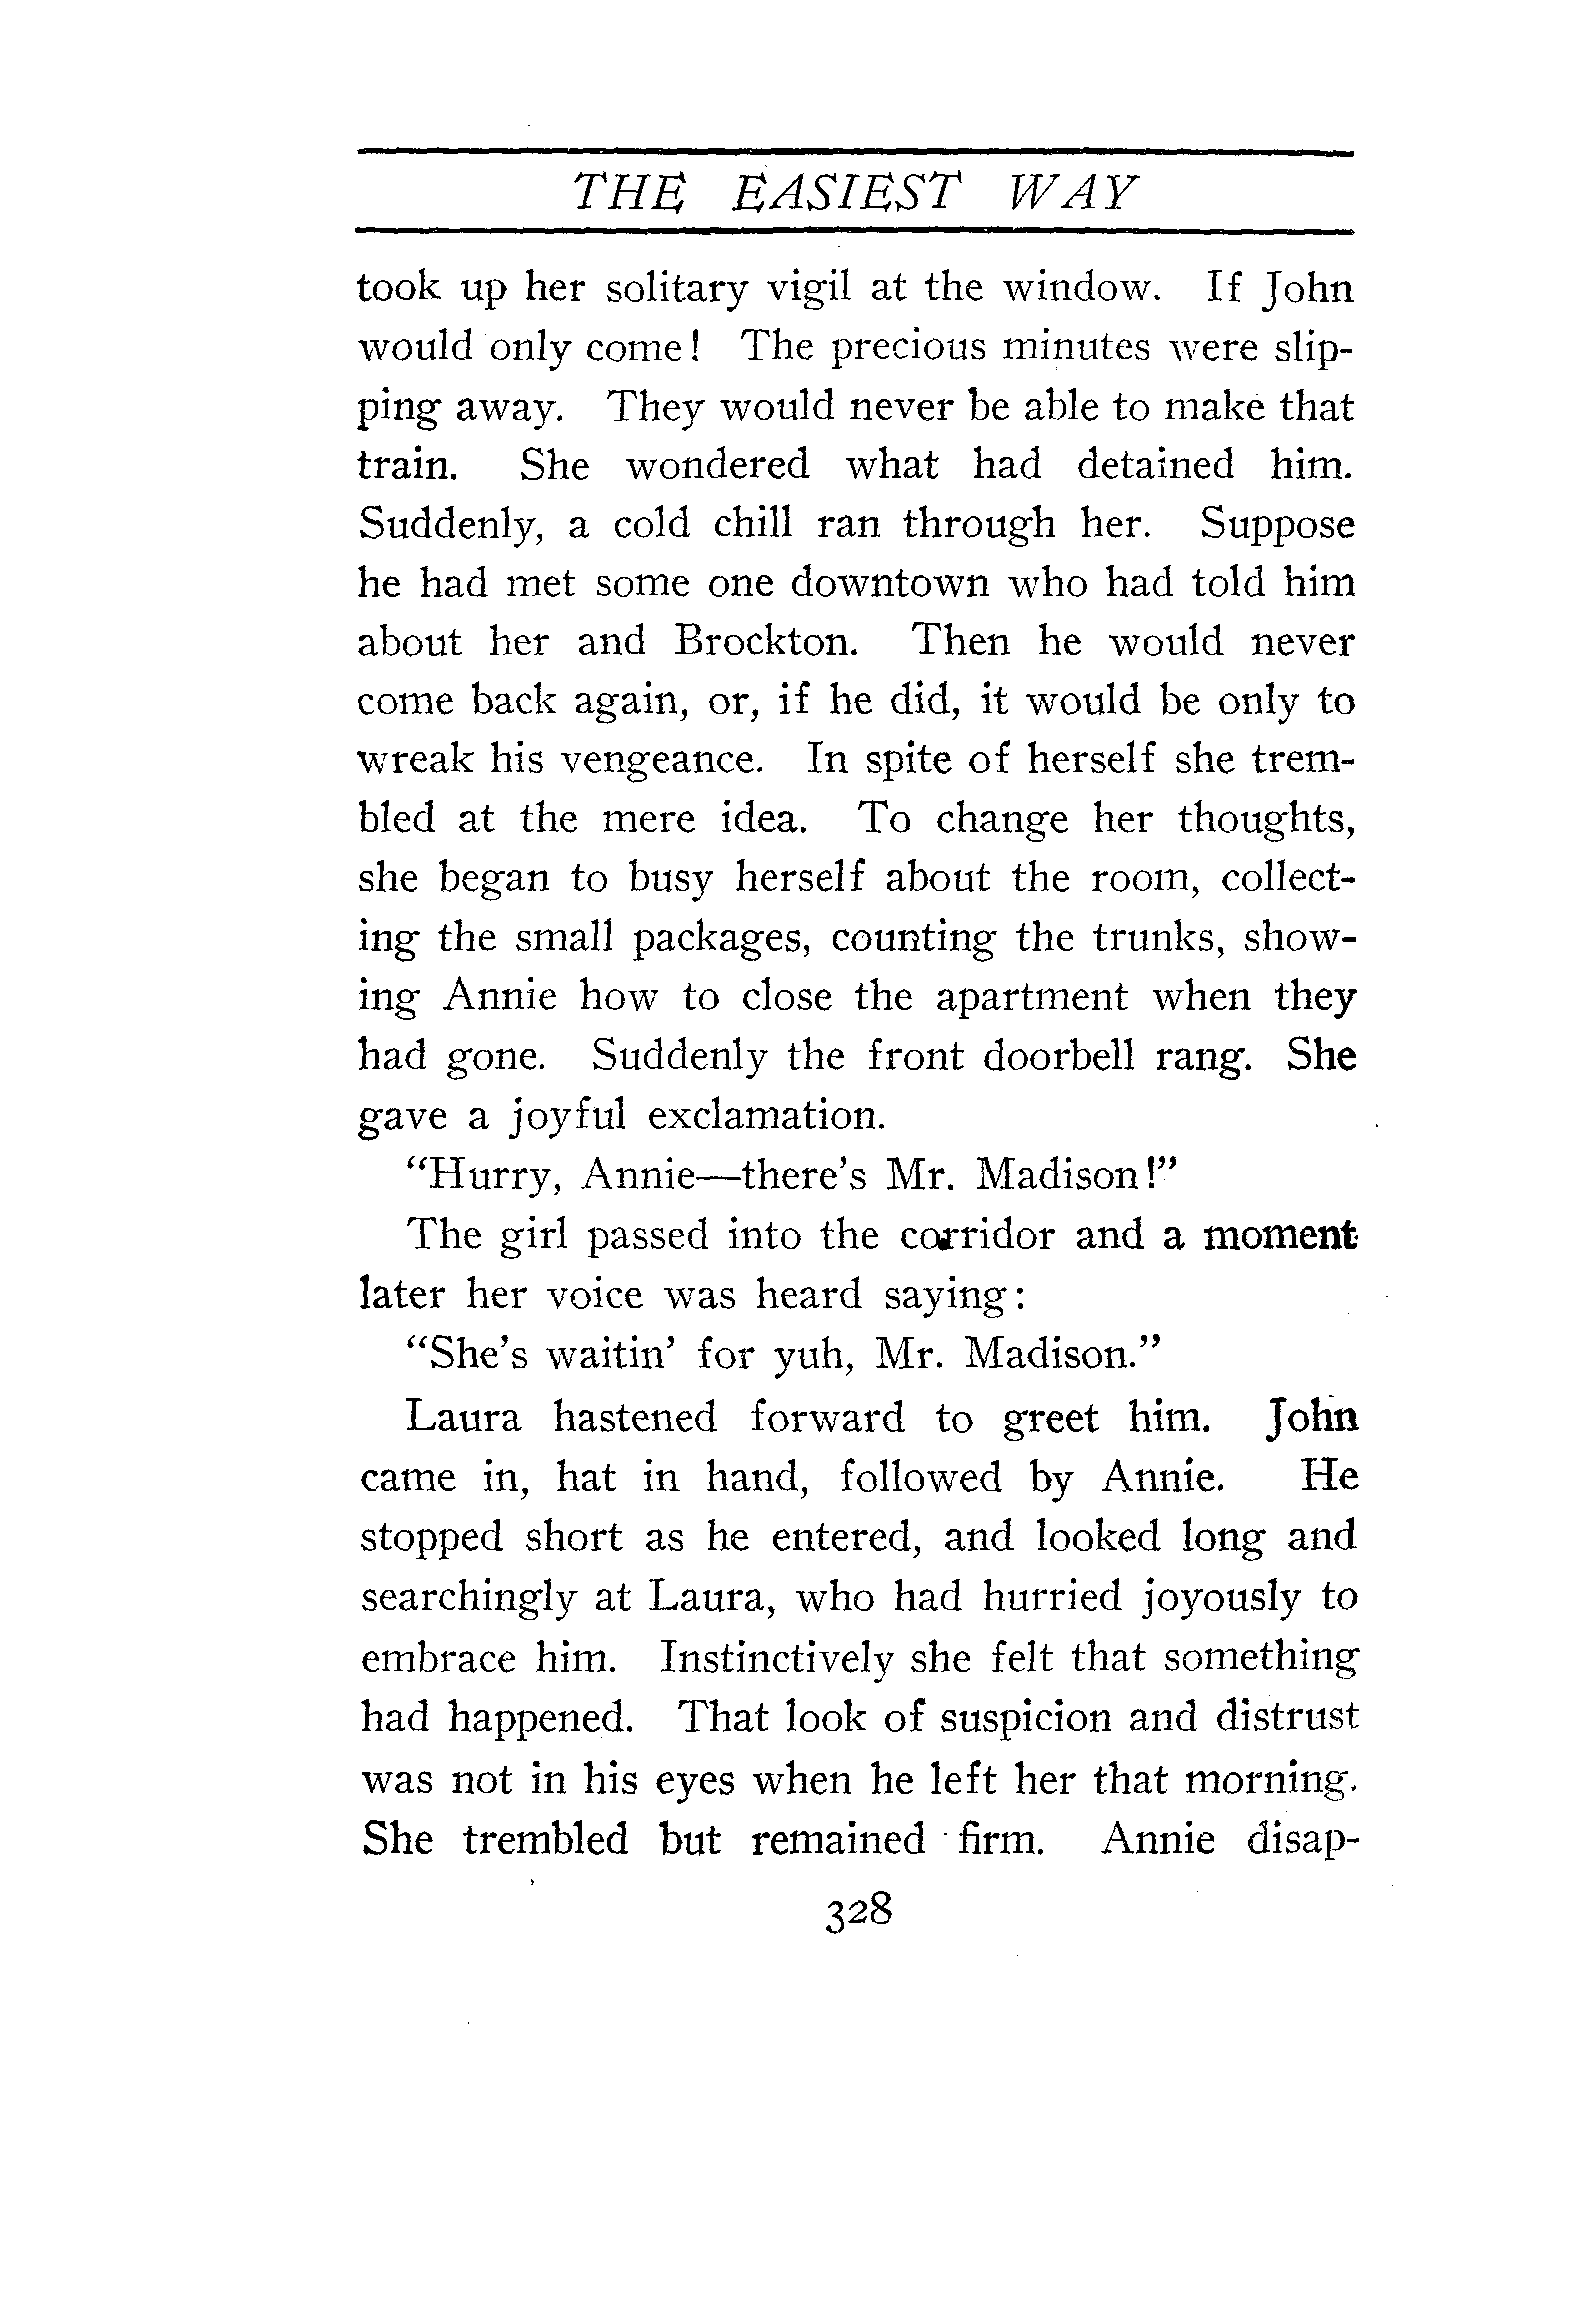 THE EASIEST WAY
took up her solitary vigil at the window. If John
would only come! The precious minutes were slip-
ping away. They would never be able to make that
train. She wondered what had detained him.
Suddenly, a cold chill ran through her. Suppose
he had met some one downtown who had told him
about her and Brockton. Then he would never
come back again, or, if he did, it would be only to
wreak his vengeance. In spite of herself she trem-
bled at the mere idea. To change her thoughts,
she began to busy herself about the room, collect-
ing the small packages, counting the trunks, show-
ing Annie how to close the apartment when they
had gone. Suddenly the front doorbell rang. She
gave a joyful exclamation.
“Hurry, Annie—there’s Mr. Madison!”
The girl passed into the corridor and a moment
later her voice was heard saying:
“She’s waitin’ for yuh, Mr. Madison.”
Laura hastened forward to greet him. John
came in, hat in hand, followed by Annie. He
stopped short as he entered, and looked long and
searchingly at Laura, who had hurried joyously to
embrace him. Instinctively she felt that something
had happened. That look of suspicion and distrust
was not in his eyes when he left her that morning.
She trembled but remained firm. Annie disap-
328